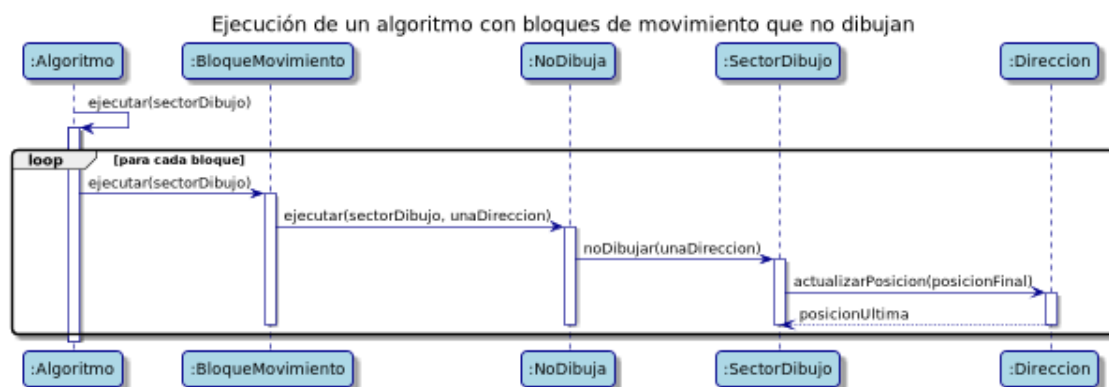 Ejecución de un algoritmo con bloques de movimiento que no dibujan
:Algoritmo :BloqueMovimiento :NoDibuja :SectorDibujo :Direccion
ejecutar(sectorDibujo)
loop [para cada bloque]
ejecutar(sectorDibujo)
ejecutar(sectorDibujo, unaDireccion)
noDibujar(unaDireccion)
actualizarPosicion(posicionFinal)
posicionUltima
:Algoritmo :BloqueMovimiento :NoDibuja :SectorDibujo :Direccion